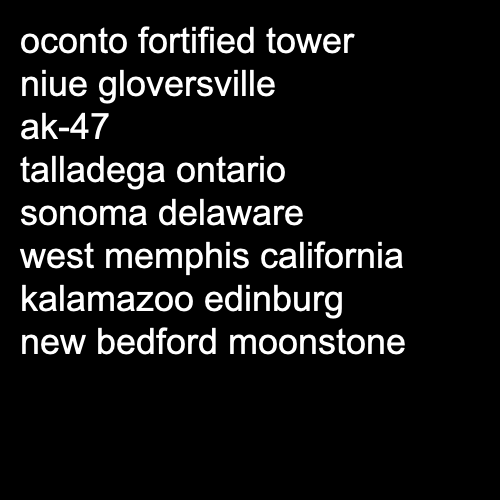 oconto fortified tower
niue gloversville
ak-47
talladega ontario
sonoma delaware
west memphis california
kalamazoo edinburg
new bedford moonstone